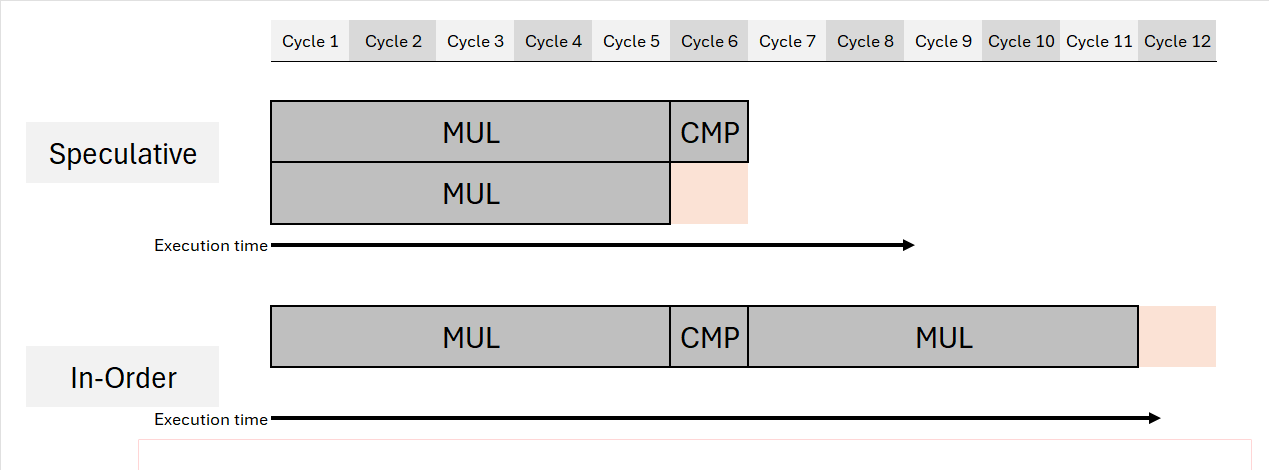 Cycle 1 Cycle 2 Cycle 3 Cycle 4 Cycle 5 Cycle 6 Cycle 7 Cycle 8 Cycle 9 Cycle 10 Cycle 11 Cycle 12
MUL CMP
Speculative
MUL
Execution time
MUL CMP MUL
In-Order
Execution time